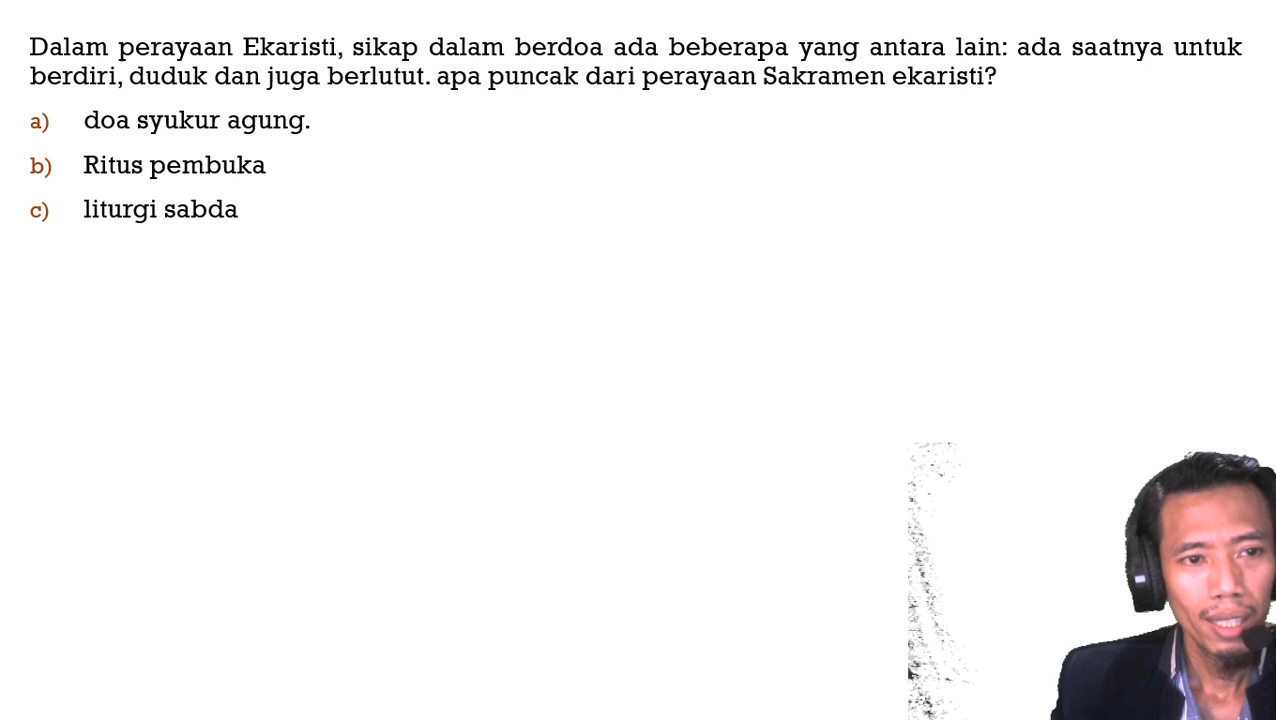 Dalam perayaan Ekaristi, sikap dalam berdoa ada beberapa yang antara lain: ada saatnya untuk
berdiri, duduk dan juga berlutut. apa puncak dari perayaan Sakramen ekaristi?
a) doa syukur agung.
b) Ritus pembuka
c) liturgi sabda